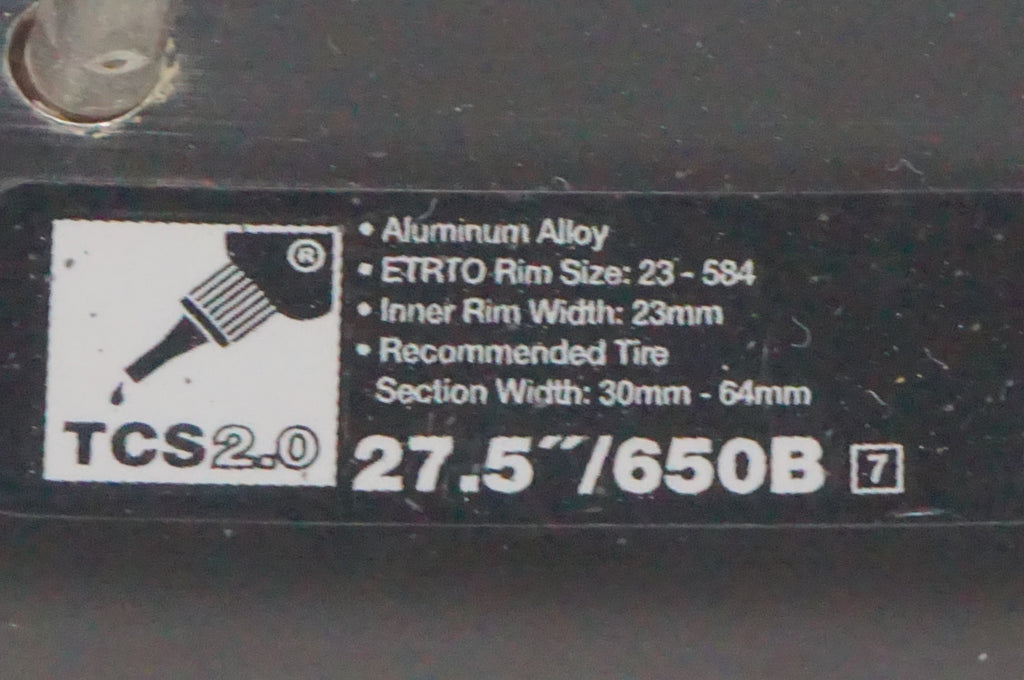 ®
TCS2.0
• Aluminum Alloy
• ETRTO Rim Size: 23 - 584
• Inner Rim Width: 23mm
• Recommended Tire
Section Width: 30mm - 64mm
27.5″/650B 7